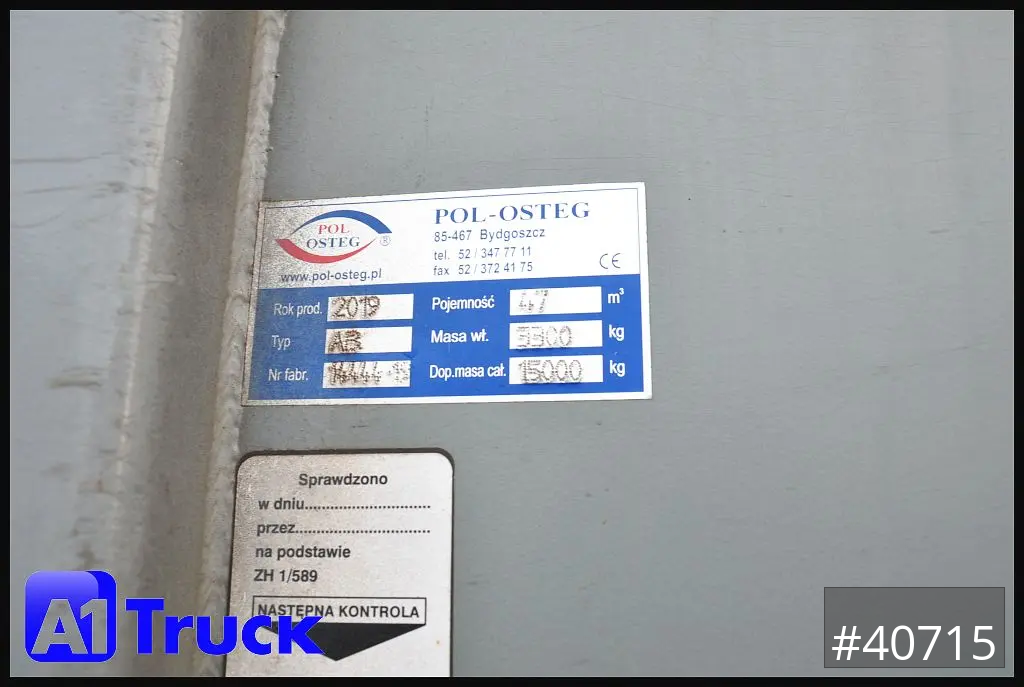 POL
OSTEG
®
www.pol-osteg.pl
POL-OSTEG
85-467 Bydgoszcz
tel. 52 / 347 77 11
fax 52 / 372 41 75
CE
Rok prod. 2019
Typ AB
Nr fabr.
Pojemność 47 m³
Masa wł. 3300 kg
Dop.masa cał. 15000 kg
Sprawdzono
w dniu..............................
przez................................
na podstawie
ZH 1/589
NASTĘPNA KONTROLA
A1 Truck
#40715